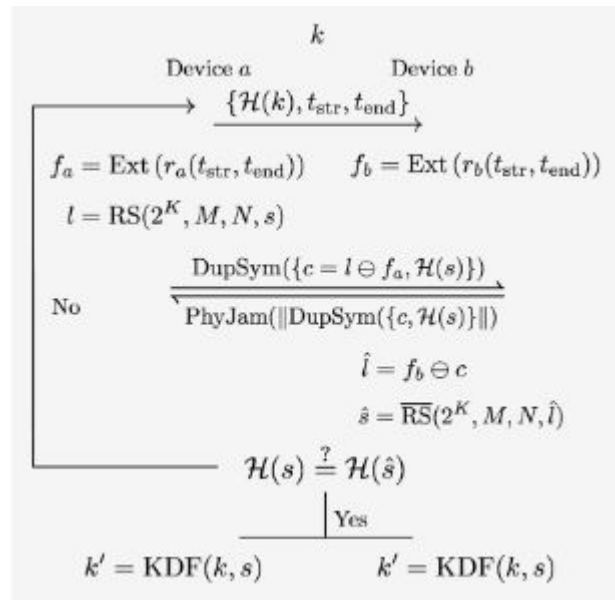 k
Device a Device b
{ℋ(k), t_str, t_end}
f_a = Ext (r_a(t_str, t_end)) f_b = Ext (r_b(t_str, t_end))
l = RS(2^K, M, N, s)
DupSym({c = l ⊖ f_a, ℋ(s)})
No
PhyJam(‖DupSym({c, ℋ(s)}‖)
l̂ = f_b ⊖ c
ŝ = R̅S̅(2^K, M, N, l̂)
ℋ(s) ≟ ℋ(ŝ)
Yes
k′ = KDF(k, s) k′ = KDF(k, s)